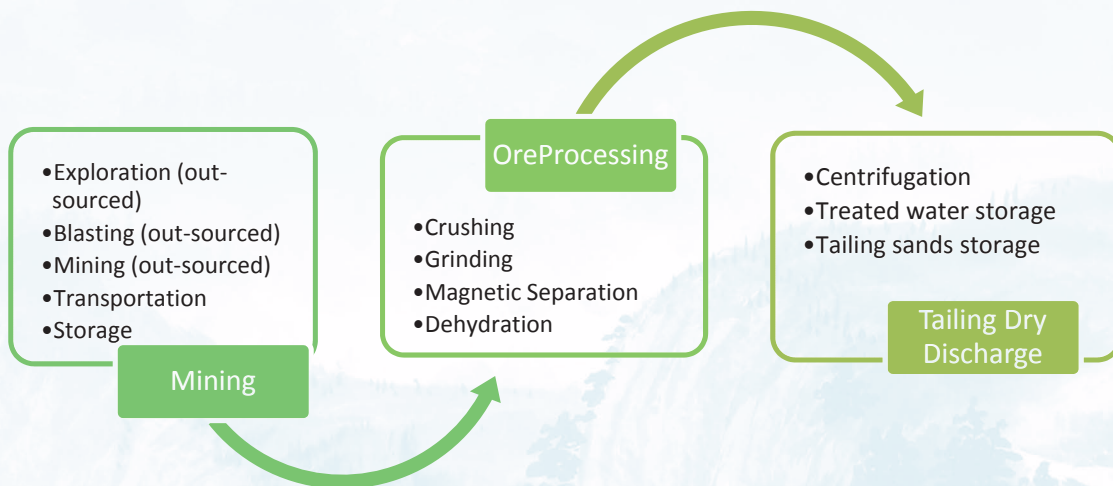 •Exploration (out-
sourced)
•Blasting (out-sourced)
•Mining (out-sourced)
•Transportation
•Storage
Mining
OreProcessing
•Crushing
•Grinding
•Magnetic Separation
•Dehydration
•Centrifugation
•Treated water storage
•Tailing sands storage
Tailing Dry
Discharge